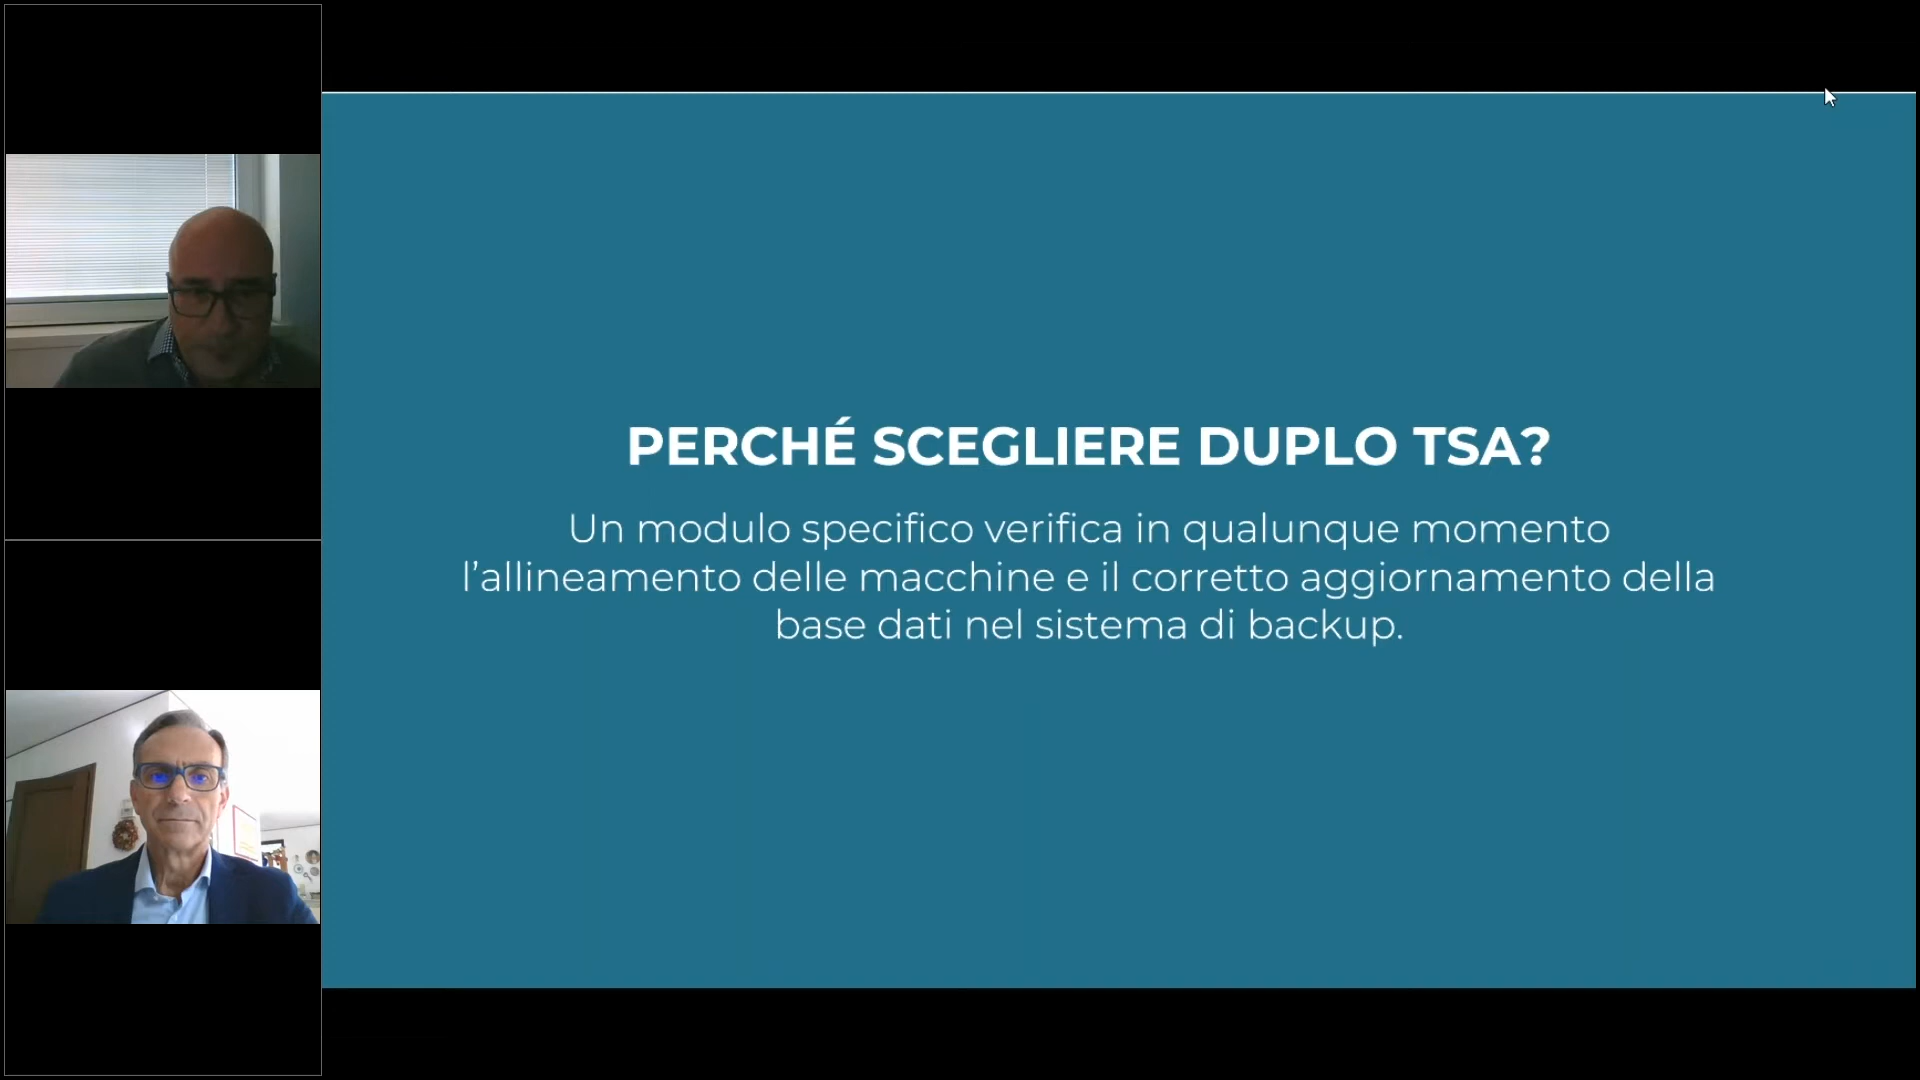 PERCHÉ SCEGLIERE DUPLO TSA?
Un modulo specifico verifica in qualunque momento
l’allineamento delle macchine e il corretto aggiornamento della
base dati nel sistema di backup.